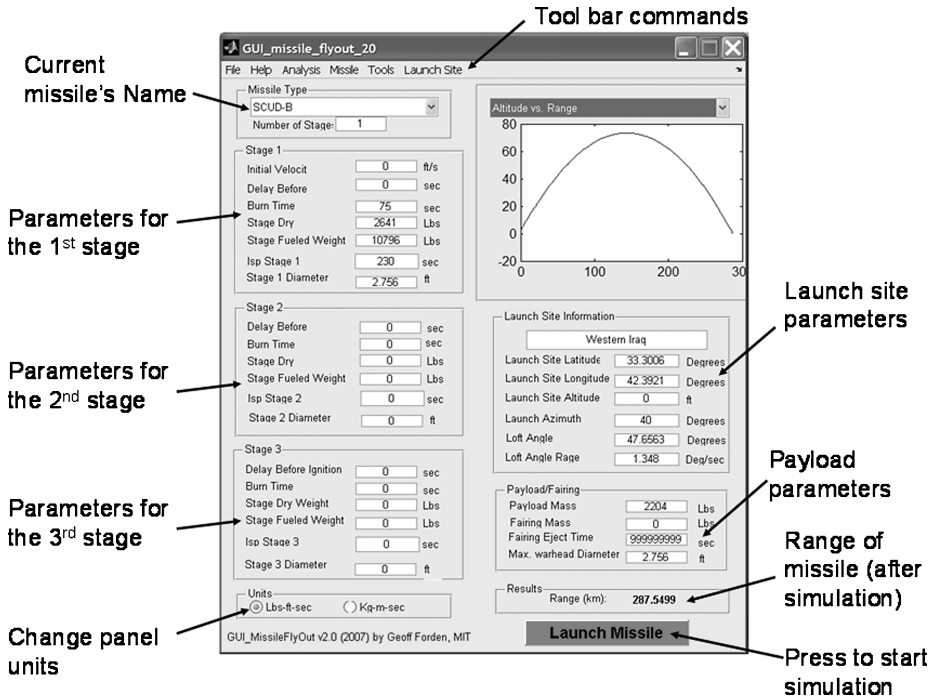 Tool bar commands
Current
missile's Name
Parameters for
the 1st stage
Parameters for
the 2nd stage
Parameters for
the 3rd stage
Change panel
units
GUI_missile_flyout_20
File Help Analysis Missile Tools Launch Site
Missile Type
SCUD-B
Number of Stage: 1
Stage 1
Initial Velocit 0 ft/s
Delay Before 0 sec
Burn Time 75 sec
Stage Dry 2641 Lbs
Stage Fueled Weight 10796 Lbs
Isp Stage 1 230 sec
Stage 1 Diameter 2.756 ft
Stage 2
Delay Before 0 sec
Burn Time 0 sec
Stage Dry 0 Lbs
Stage Fueled Weight 0 Lbs
Isp Stage 2 0 sec
Stage 2 Diameter 0 ft
Stage 3
Delay Before Ignition 0 sec
Burn Time 0 sec
Stage Dry Weight 0 Lbs
Stage Fueled Weight 0 Lbs
Isp Stage 3 0 sec
Stage 3 Diameter 0 ft
Units
Lbs-ft-sec Kg-m-sec
GUI_MissileFlyOut v2.0 (2007) by Geoff Forden, MIT
Altitude vs. Range
80
60
40
20
0
-20
0 100 200 30
Launch Site Information
Western Iraq
Launch Site Latitude 33.3006 Degrees
Launch Site Longitude 42.3921 Degrees
Launch Site Altitude 0 ft
Launch Azimuth 40 Degrees
Loft Angle 47.6563 Degrees
Loft Angle Rage 1.348 Deg/sec
Payload/Fairing
Payload Mass 2204 Lbs
Fairing Mass 0 Lbs
Fairing Eject Time 999999999 sec
Max. warhead Diameter 2.756 ft
Results
Range (km): 287.5499
Launch Missile
Launch site
parameters
Payload
parameters
Range of
missile (after
simulation)
Press to start
simulation